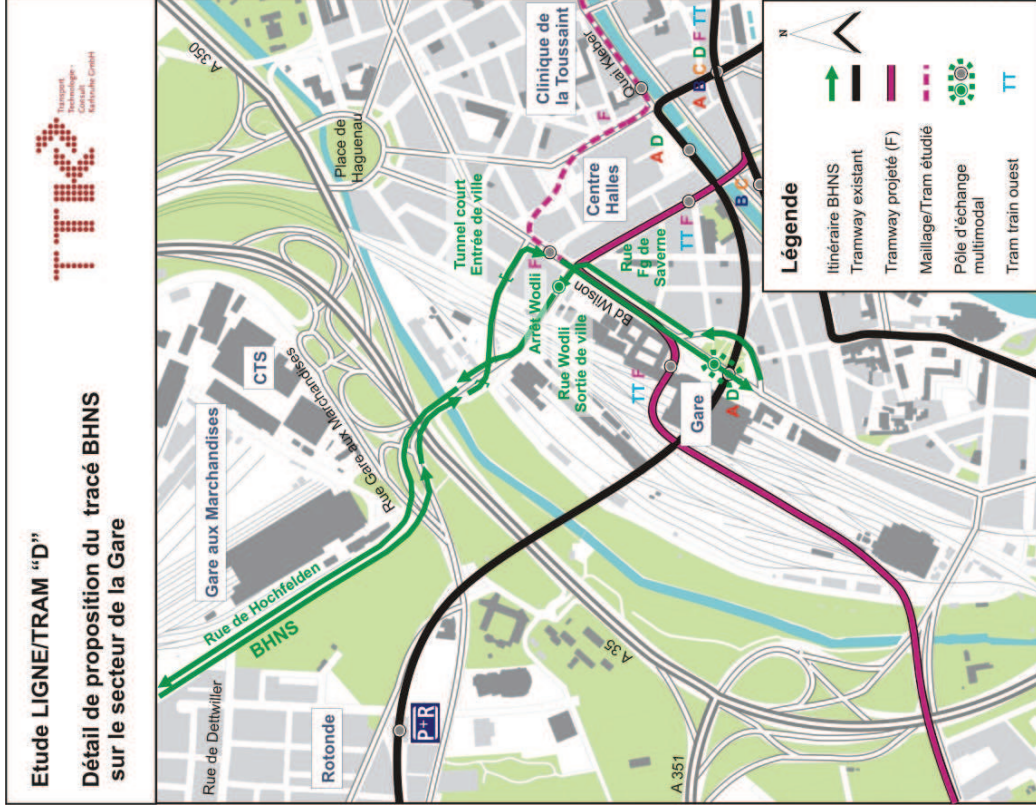 Etude LIGNE/TRAM “D”
Détail de proposition du tracé BHNS
sur le secteur de la Gare
TTK
Transport
Technologie-
Consult
Karlsruhe GmbH
A 350
Place de
Haguenau
Clinique de
la Toussaint
Quai Kleber
F
CTS
Gare aux Marchandises
Rue Gare aux Marchandises
Tunnel court
Entrée de ville
Centre
Halles
A D
A B C D F TT
Rue de Hochfelden
BHNS
Arrêt Wodli F
TT F
B C
Rue Wodli
Sortie de ville
Bd Wilson
Rue
Fg de
Saverne
Rue de Dettwiller
Rotonde
P+R
TT F
Gare
A D
A 35
A 351
Légende
N
Itinéraire BHNS
Tramway existant
Tramway projeté (F)
Maillage/Tram étudié
Pôle d'échange
multimodal
TT
Tram train ouest